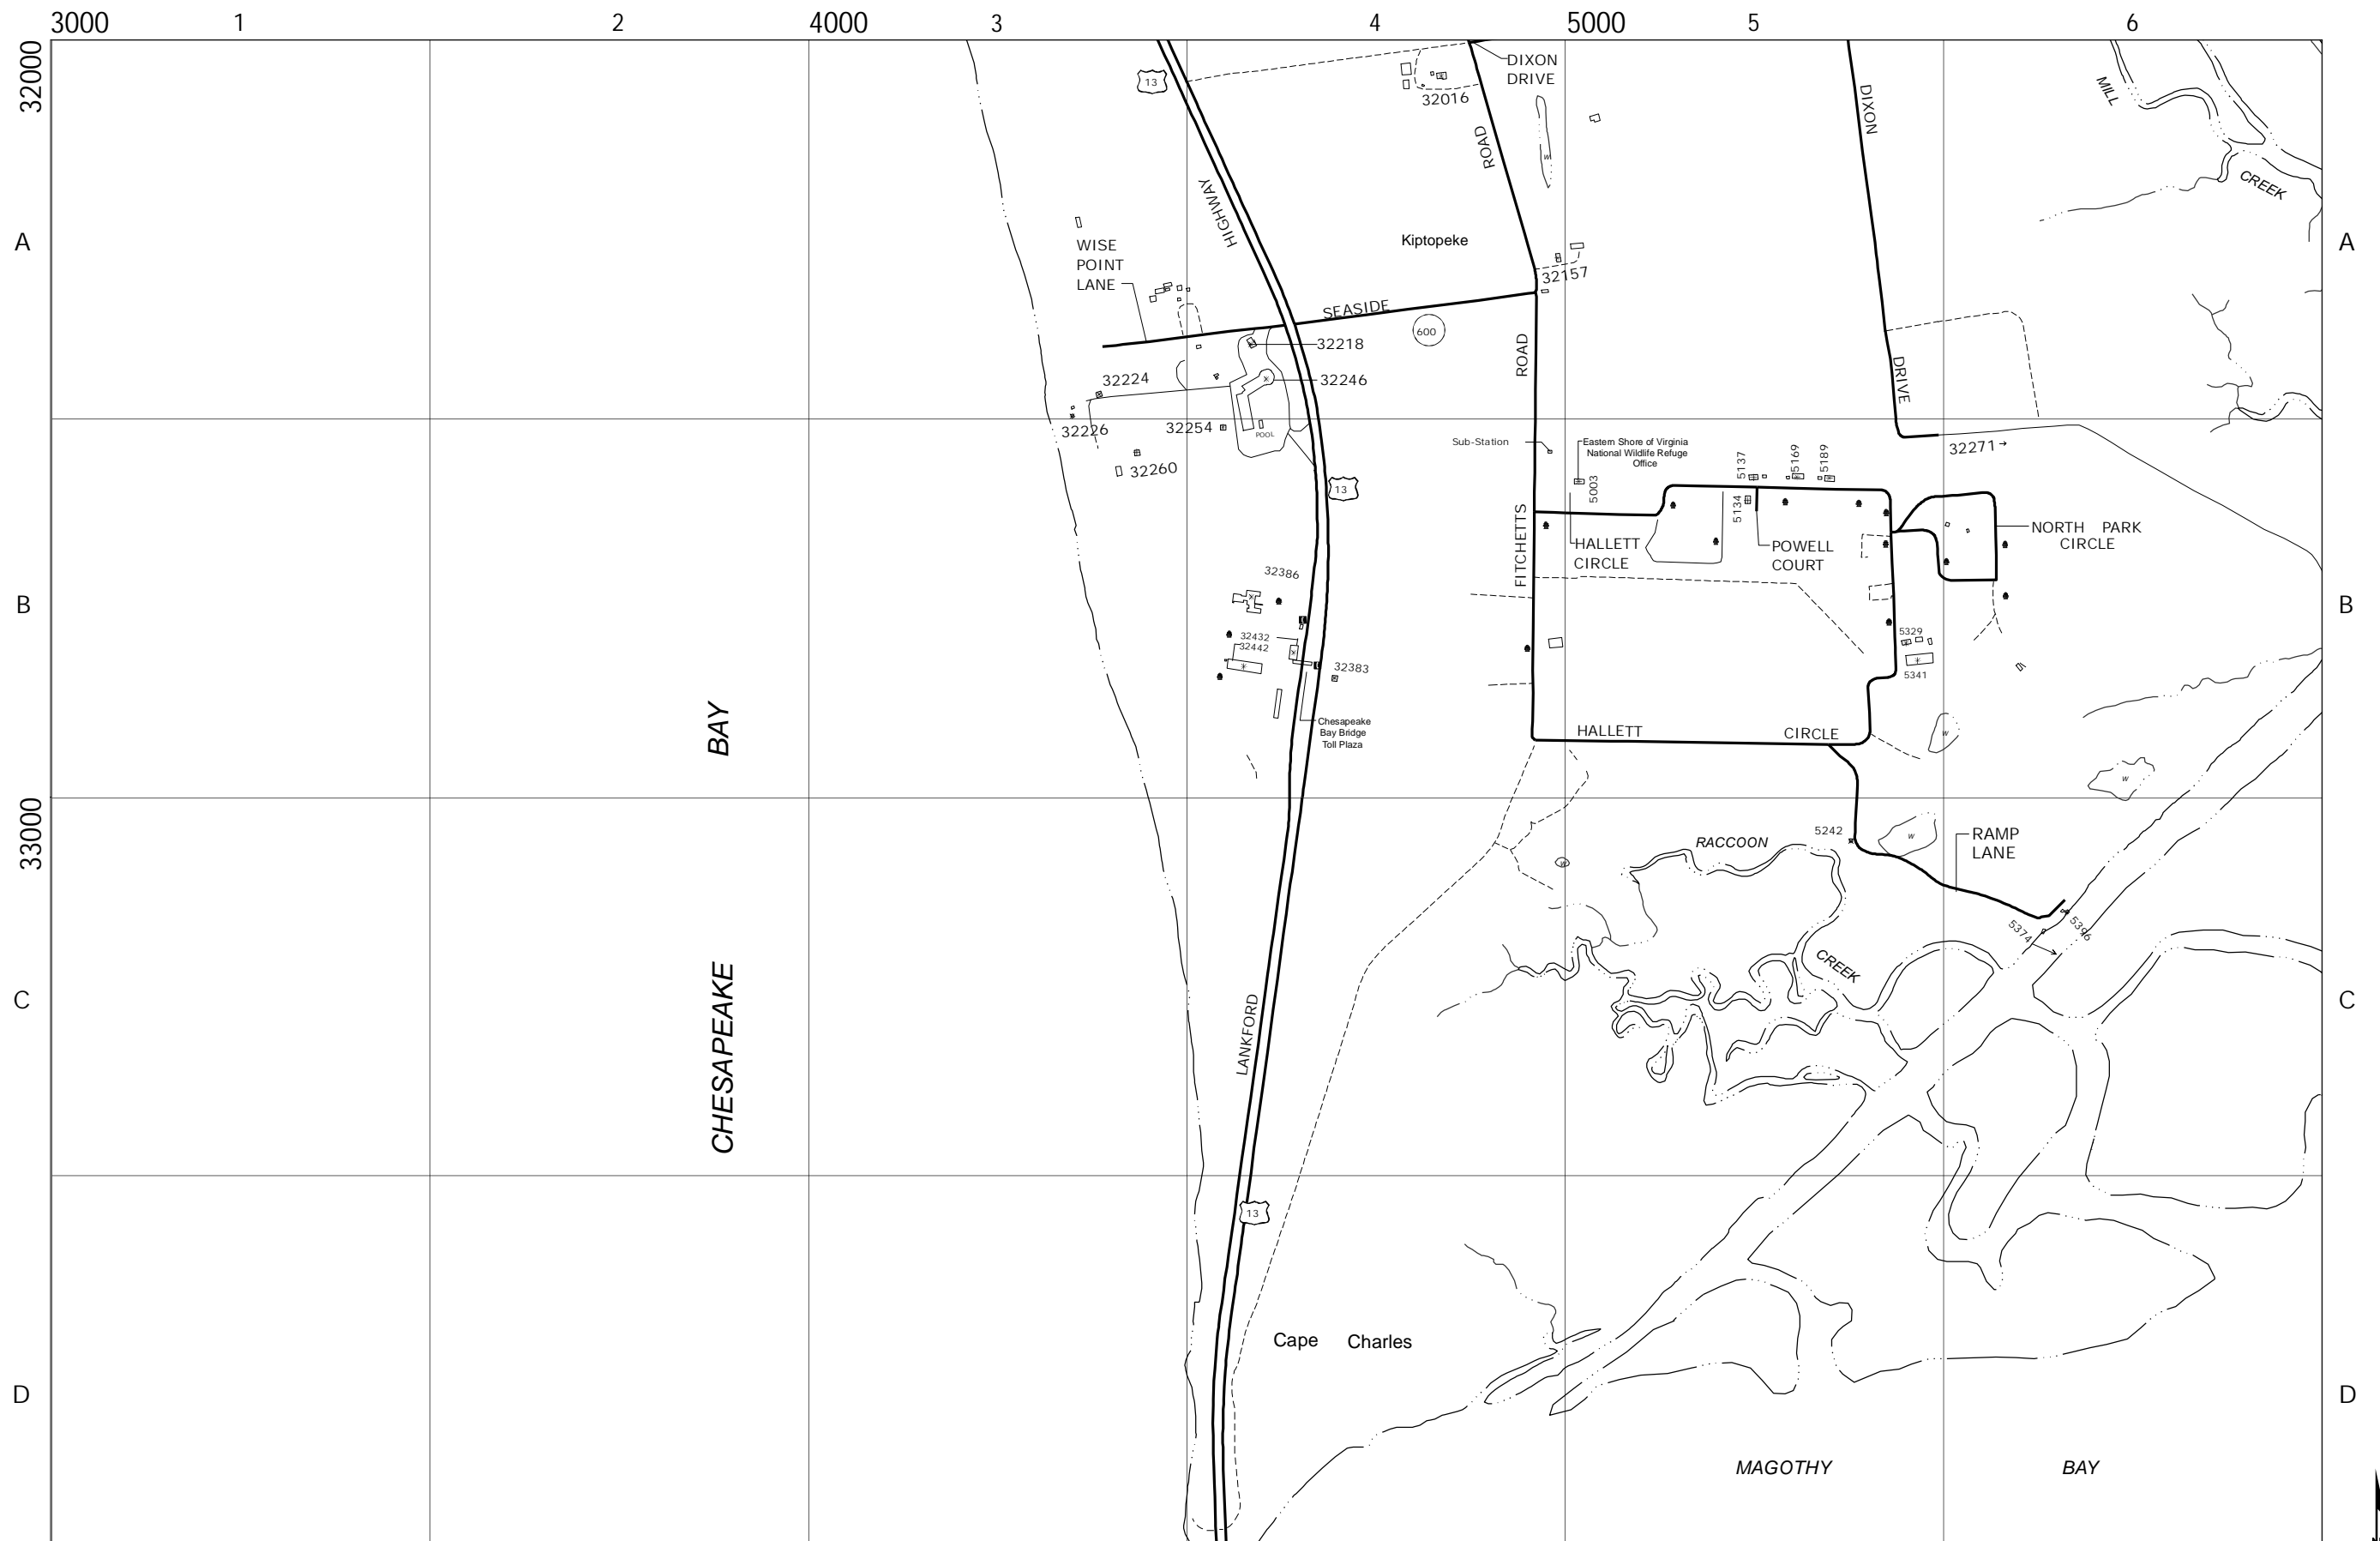 3000 1 2 4000 3 4 5000 5 6
32000
13
DIXON
DRIVE
32016
DIXON
MILL
CREEK
ROAD
HIGHWAY
A
WISE
POINT
LANE
Kiptopeke
32157
A
SEASIDE
600
32218
ROAD
DRIVE
32224
32246
32226
32254
POOL
32260
13
Sub-Station
Eastern Shore of Virginia
National Wildlife Refuge
Office
5003
5137
5169
5189
5134
32271
FITCHETTS
HALLETT
CIRCLE
POWELL
COURT
NORTH PARK
CIRCLE
B
32386
32432
32442
32383
5329
5341
B
Chesapeake
Bay Bridge
Toll Plaza
HALLETT CIRCLE
W
W
W
W
W
BAY
33000
RACCOON
5242
RAMP
LANE
5374
5396
CREEK
C
CHESAPEAKE
LANKFORD
C
13
Cape Charles
D
D
MAGOTHY BAY